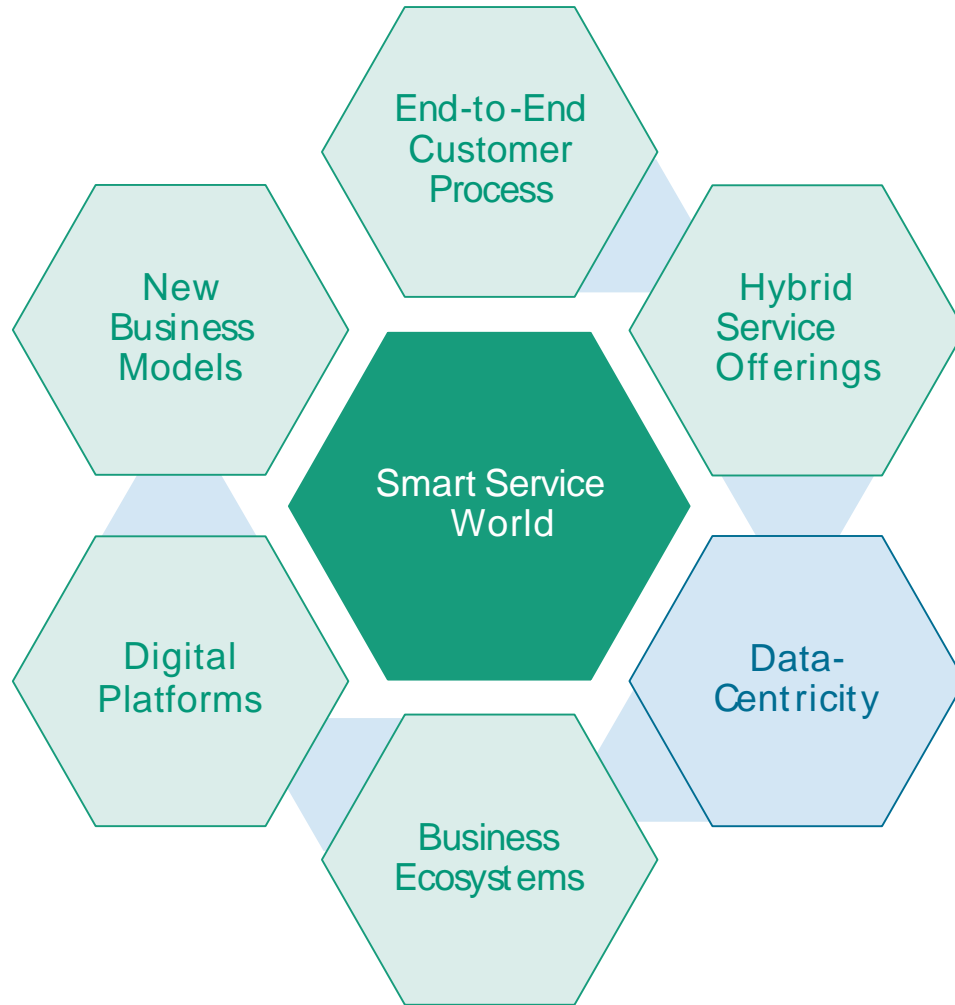 End-to-End
Customer
Process
New
Business
Models
Hybrid
Service
Offerings
Smart Service
World
Digital
Platforms
Data-
Centricity
Business
Ecosystems